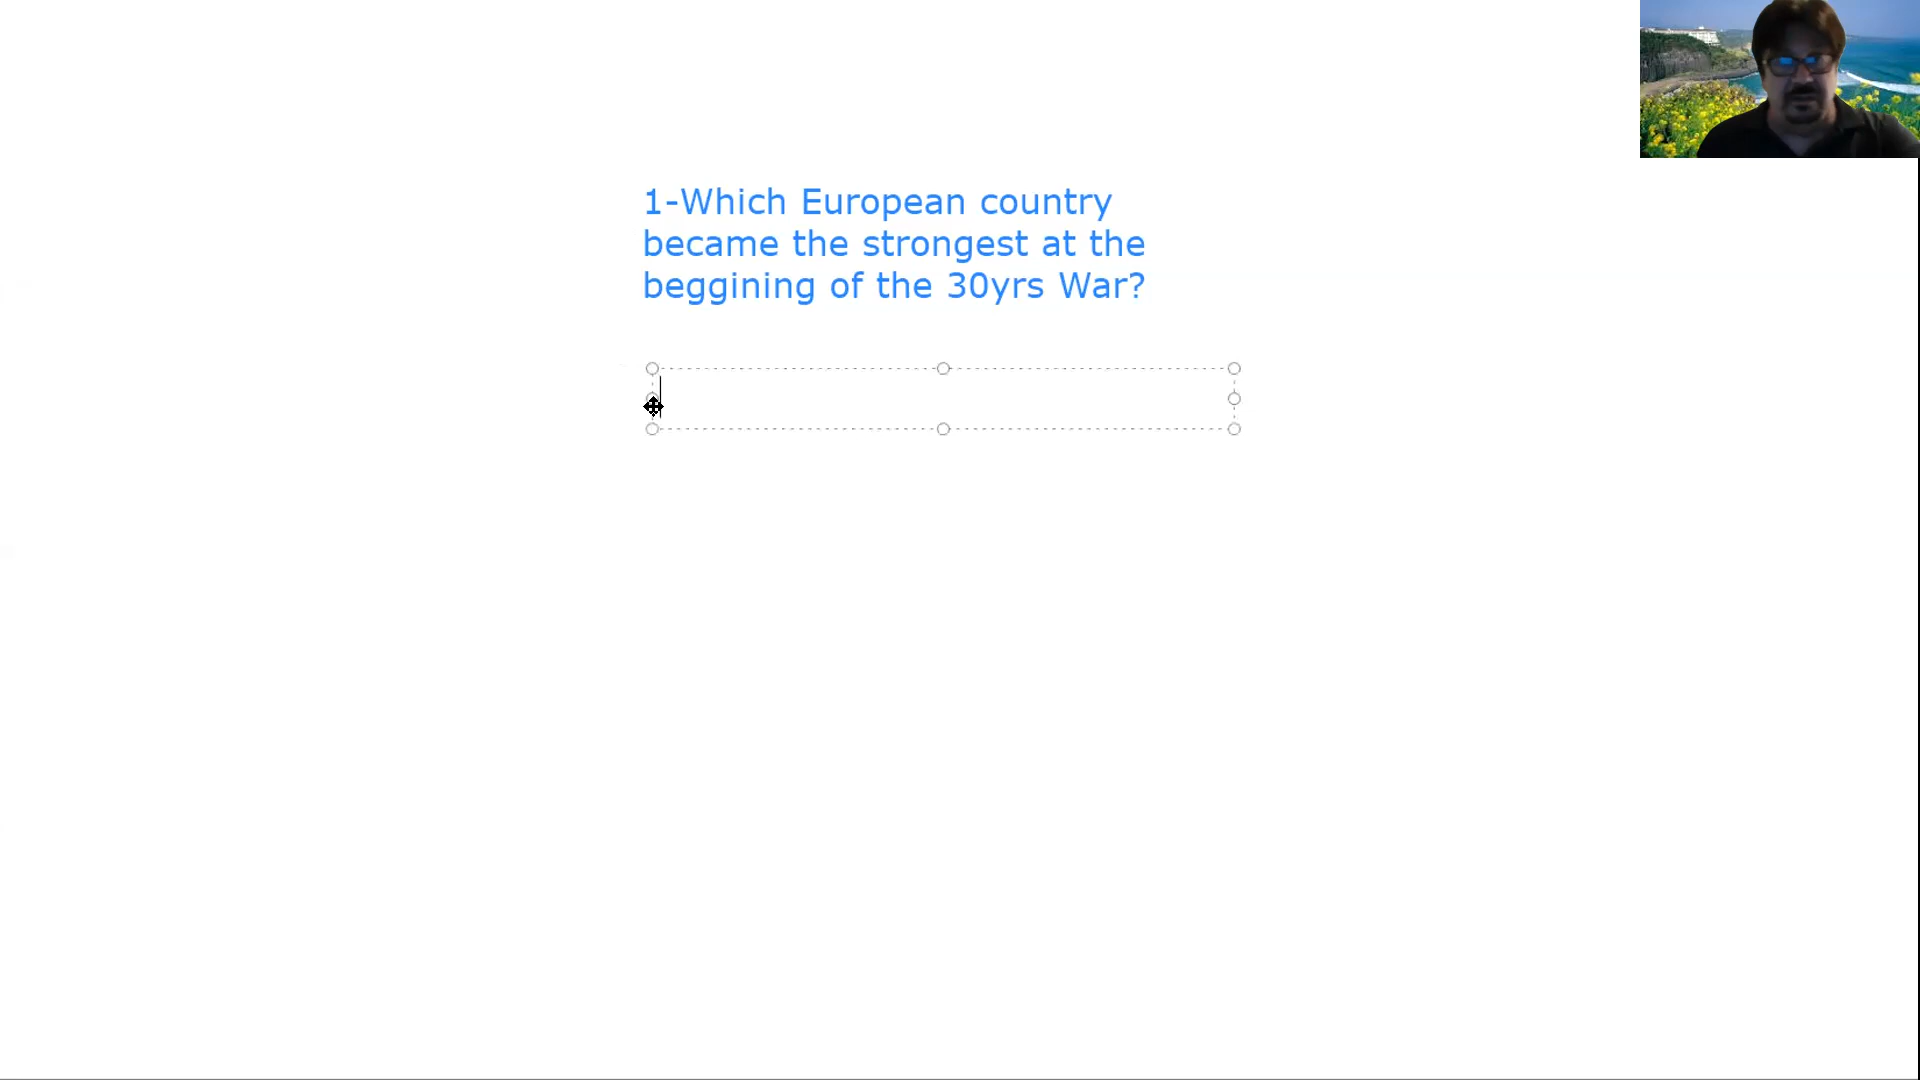 1-Which European country
became the strongest at the
beggining of the 30yrs War?